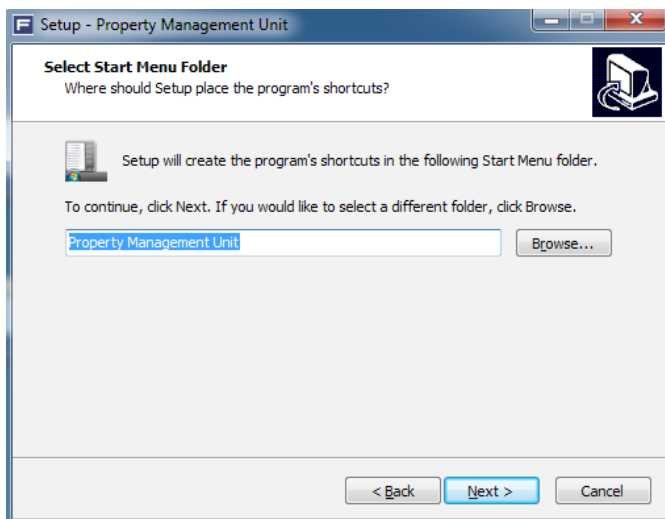 Setup - Property Management Unit
Select Start Menu Folder
Where should Setup place the program's shortcuts?
Setup will create the program's shortcuts in the following Start Menu folder.
To continue, click Next. If you would like to select a different folder, click Browse.
Property Management Unit
Browse...
< Back
Next >
Cancel